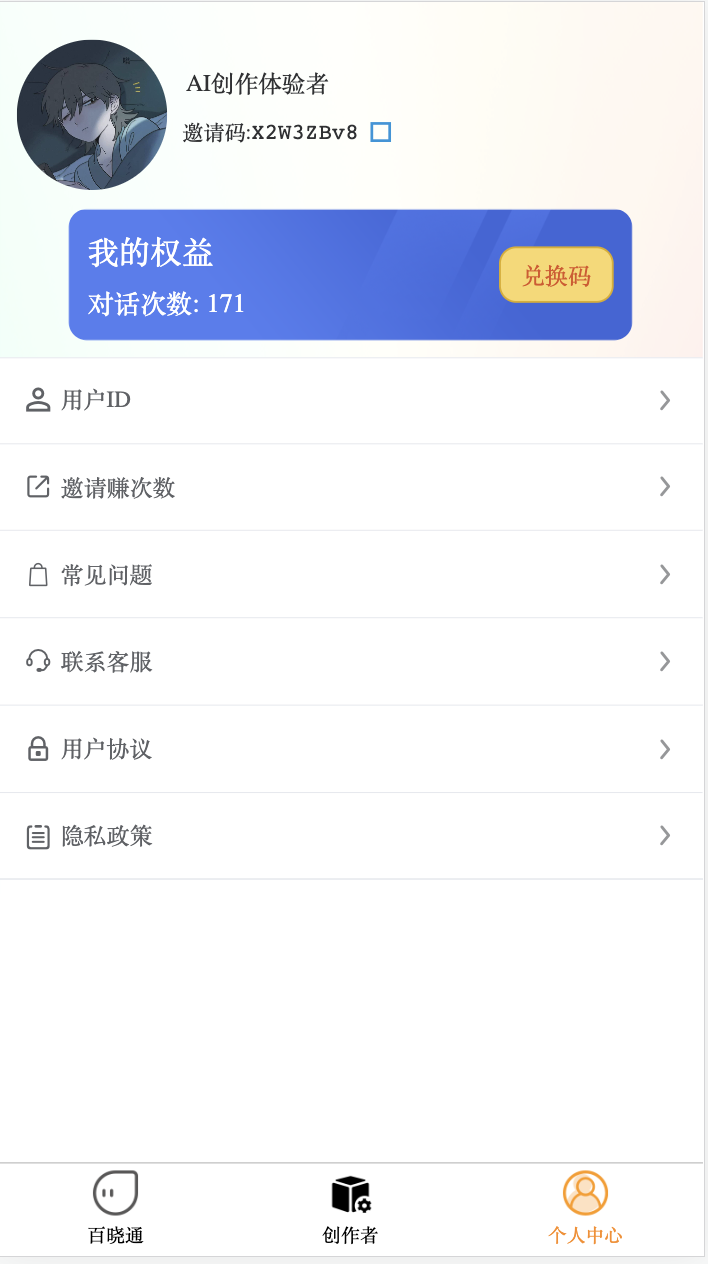 AI创作体验者
邀请码:X2W3ZBv8
我的权益
对话次数: 171
兑换码
用户ID
邀请赚次数
常见问题
联系客服
用户协议
隐私政策
百晓通
创作者
个人中心